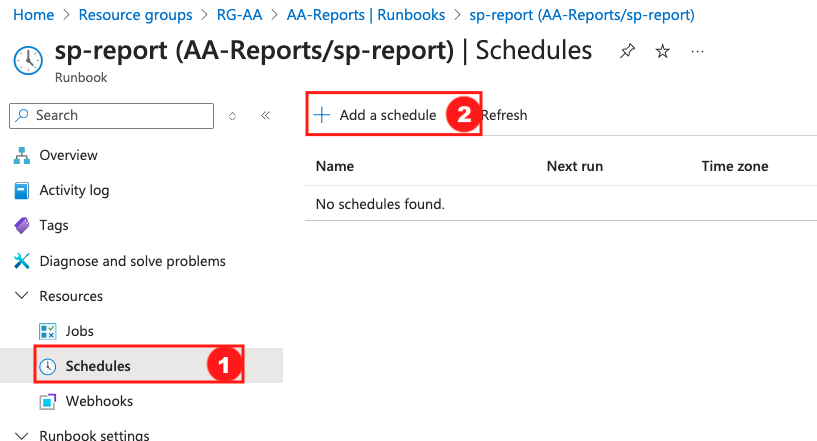 Home > Resource groups > RG-AA > AA-Reports | Runbooks > sp-report (AA-Reports/sp-report)
sp-report (AA-Reports/sp-report) | Schedules
Runbook
Search
Overview
Activity log
Tags
Diagnose and solve problems
Resources
Jobs
Schedules 1
Webhooks
Runbook settings
+ Add a schedule 2 Refresh
Name Next run Time zone
No schedules found.